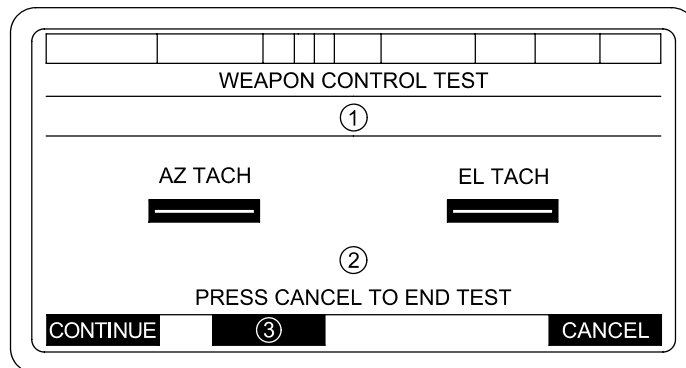 WEAPON CONTROL TEST
①
AZ TACH EL TACH
②
PRESS CANCEL TO END TEST
CONTINUE ③ CANCEL